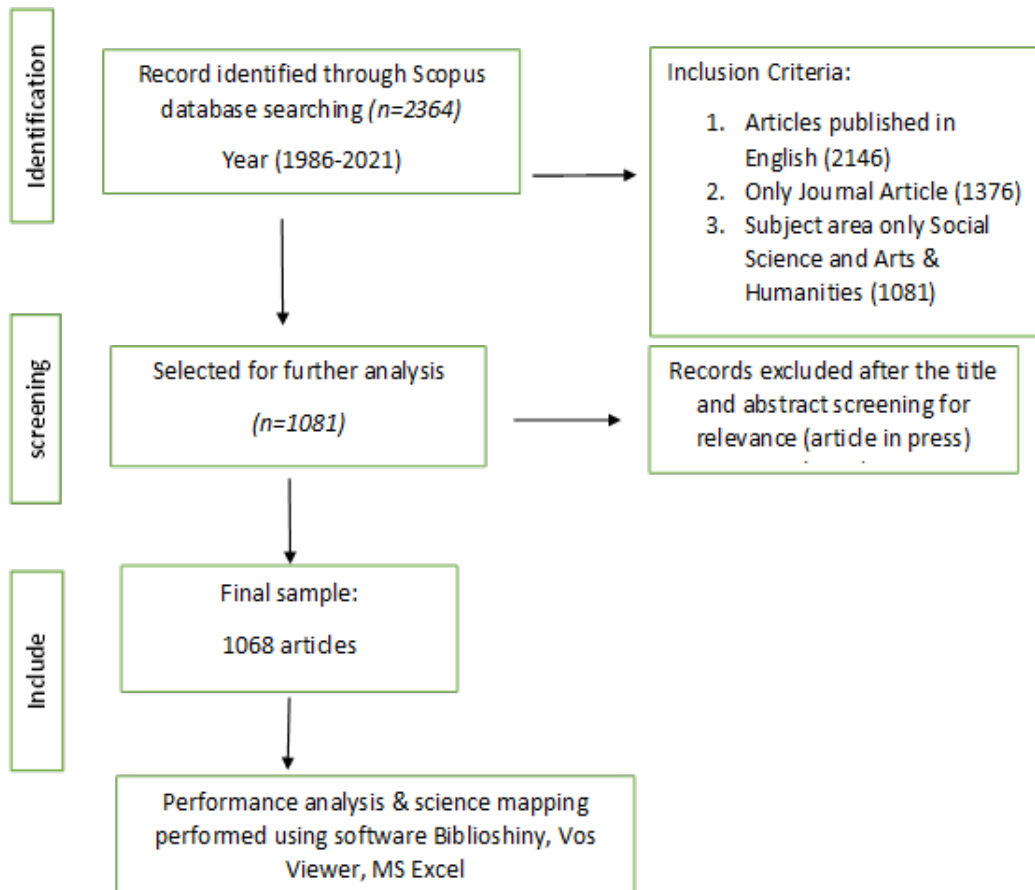 Identification
Record identified through Scopus
database searching (n=2364)
Year (1986-2021)
Inclusion Criteria:
1. Articles published in
English (2146)
2. Only Journal Article (1376)
3. Subject area only Social
Science and Arts &
Humanities (1081)
screening
Selected for further analysis
(n=1081)
Records excluded after the title
and abstract screening for
relevance (article in press)
Include
Final sample:
1068 articles
Performance analysis & science mapping
performed using software Biblioshiny, Vos
Viewer, MS Excel